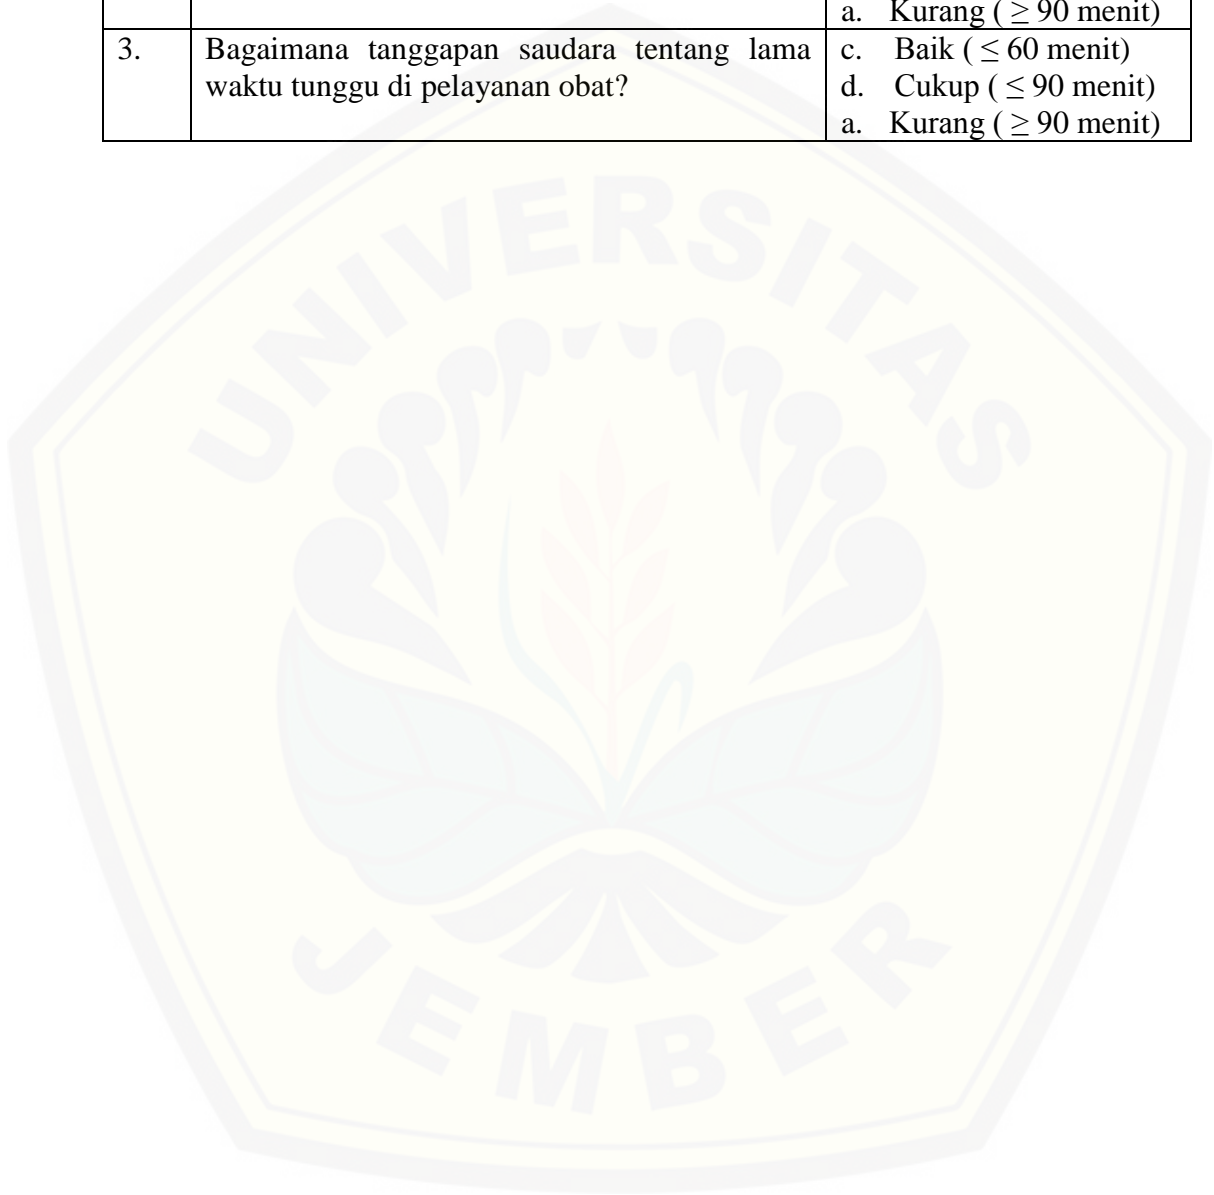 a. Kurang ( ≥ 90 menit)
3. Bagaimana tanggapan saudara tentang lama c. Baik ( ≤ 60 menit)
waktu tunggu di pelayanan obat? d. Cukup ( ≤ 90 menit)
a. Kurang ( ≥ 90 menit)
UNIVERSITAS
JEMBER